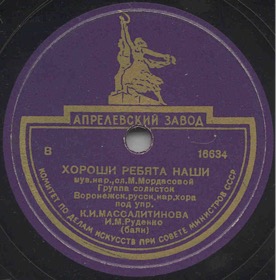 АПРЕЛЕВСКИЙ ЗАВОД
В 16634
ХОРОШИ РЕБЯТА НАШИ
муз.нар., сл. М. Мордасовой
Группа солисток
Воронежск. русск. нар. хора
под упр.
К.И. МАССАЛИТИНОВА
И.М. Руденко
(баян)
КОМИТЕТ ПО ДЕЛАМ ИСКУССТВ ПРИ СОВЕТЕ МИНИСТРОВ СССР